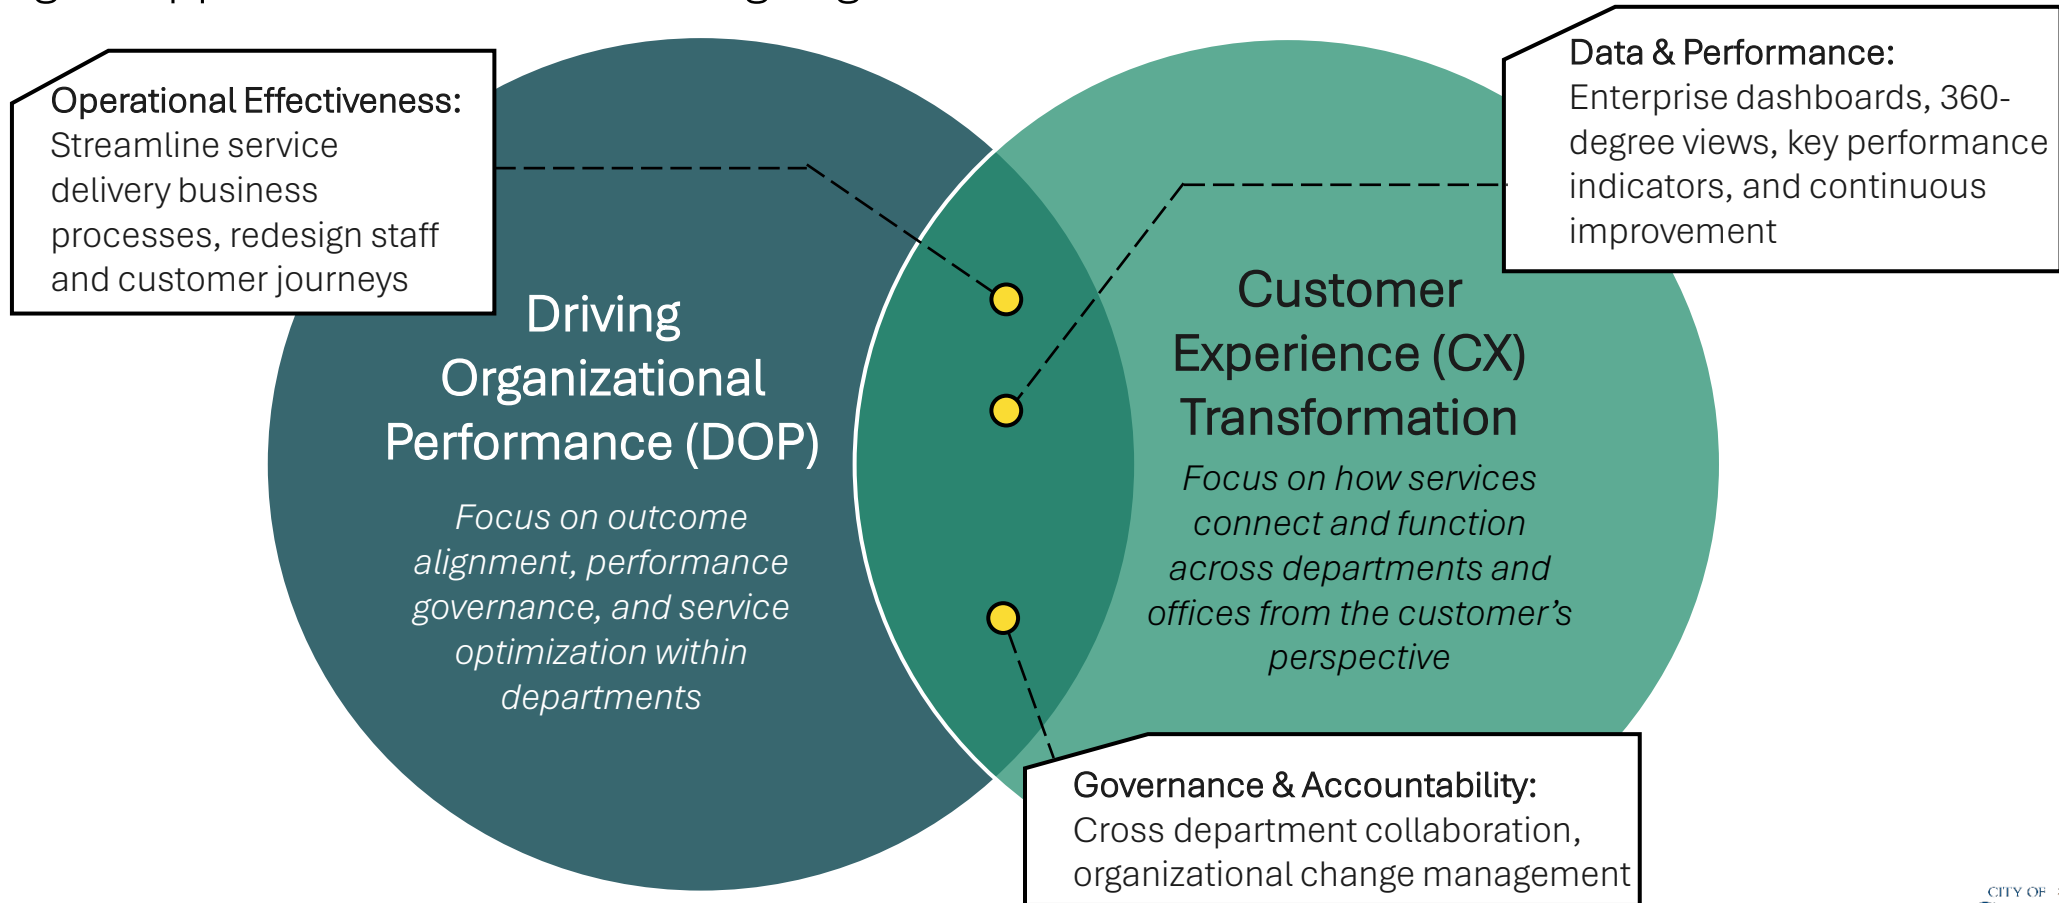 Operational Effectiveness:
Streamline service
delivery business
processes, redesign staff
and customer journeys
Data & Performance:
Enterprise dashboards, 360-
degree views, key performance
indicators, and continuous
improvement
Driving
Organizational
Performance (DOP)
Focus on outcome
alignment, performance
governance, and service
optimization within
departments
Customer
Experience (CX)
Transformation
Focus on how services
connect and function
across departments and
offices from the customer’s
perspective
Governance & Accountability:
Cross department collaboration,
organizational change management
CITY OF